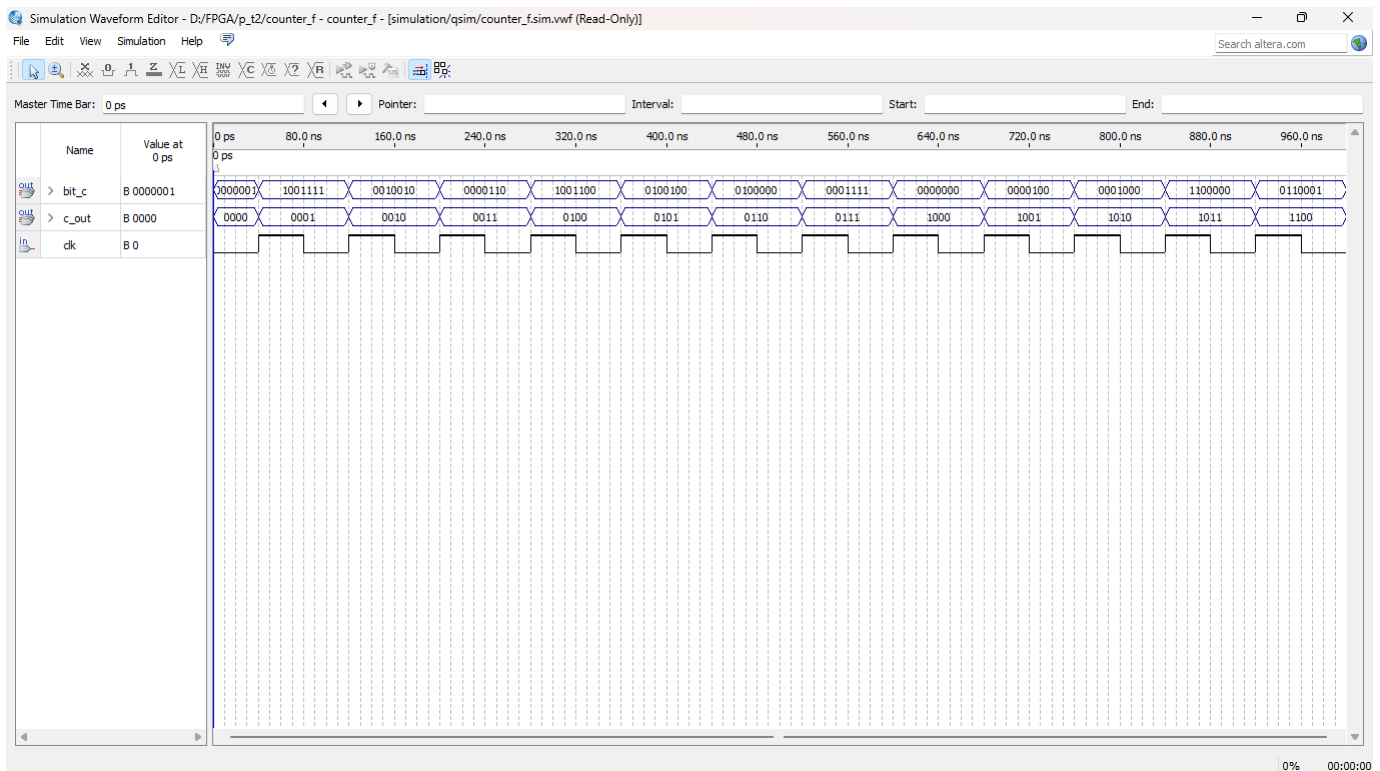 Simulation Waveform Editor - D:/FPGA/p_t2/counter_f - counter_f - [simulation/qsim/counter_f.sim.vwf (Read-Only)]
File Edit View Simulation Help
Search altera.com
Master Time Bar: 0 ps Pointer: Interval: Start: End:
Name Value at 0 ps
0 ps 80.0 ns 160.0 ns 240.0 ns 320.0 ns 400.0 ns 480.0 ns 560.0 ns 640.0 ns 720.0 ns 800.0 ns 880.0 ns 960.0 ns
0 ps
out bit_c B 0000001 0000001 1001111 0010010 0000110 1001100 0100100 0100000 0001111 0000000 0000100 0001000 1100000 0110001
out c_out B 0000 0000 0001 0010 0011 0100 0101 0110 0111 1000 1001 1010 1011 1100
in clk B 0
0% 00:00:00